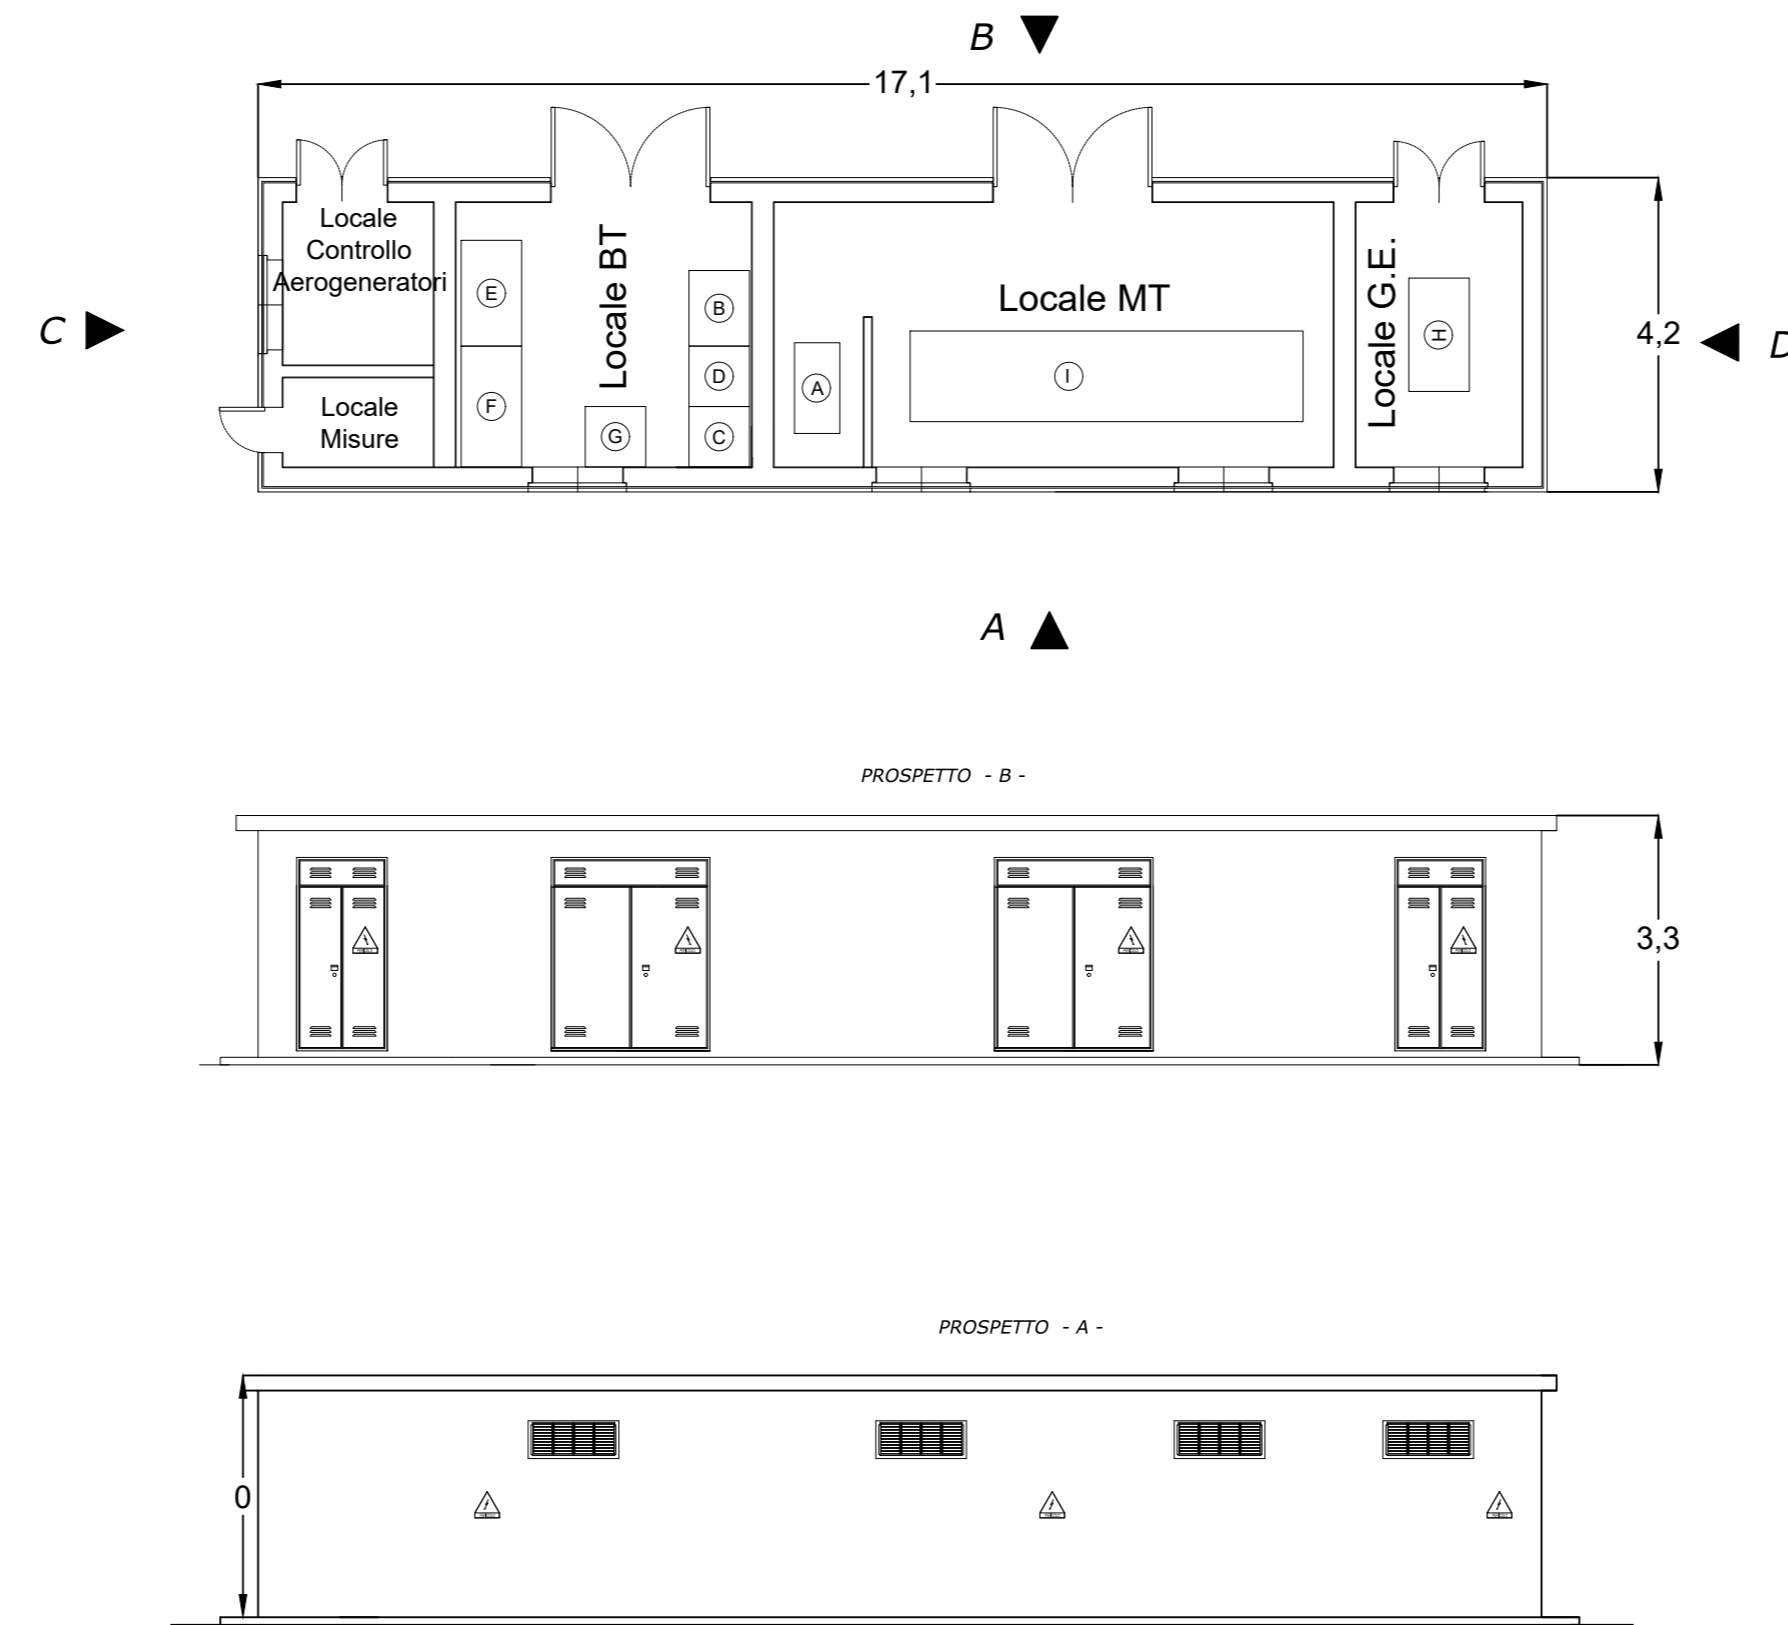 B
17,1
Locale
Controllo
Aerogeneratori
Locale
Misure
E
F
Locale BT
G
B
D
C
A
Locale MT
I
Locale G.E.
H
4,2
C
D
A
PROSPETTO - B -
3,3
PROSPETTO - A -
0